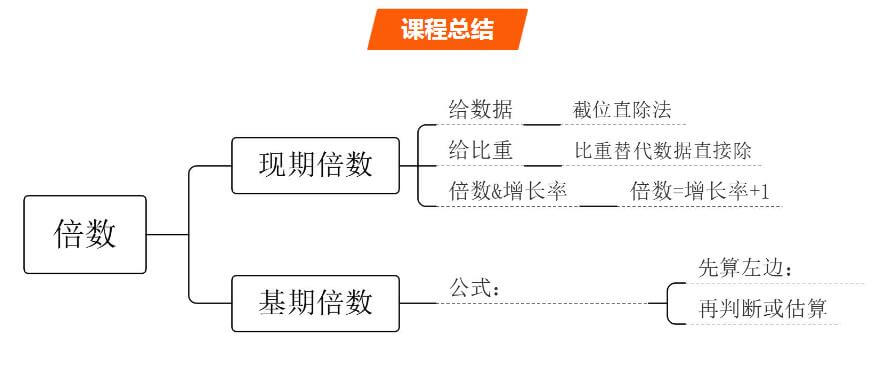 课程总结
倍数
现期倍数
给数据
截位直除法
给比重
比重替代数据直接除
倍数&增长率
倍数=增长率+1
基期倍数
公式：
先算左边：
再判断或估算